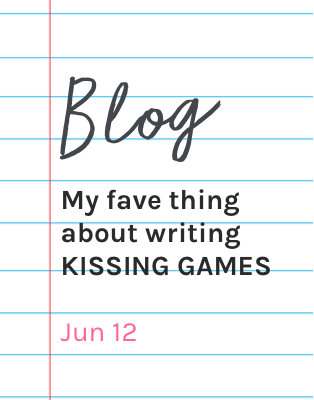 Blog
My fave thing
about writing
KISSING GAMES
Jun 12